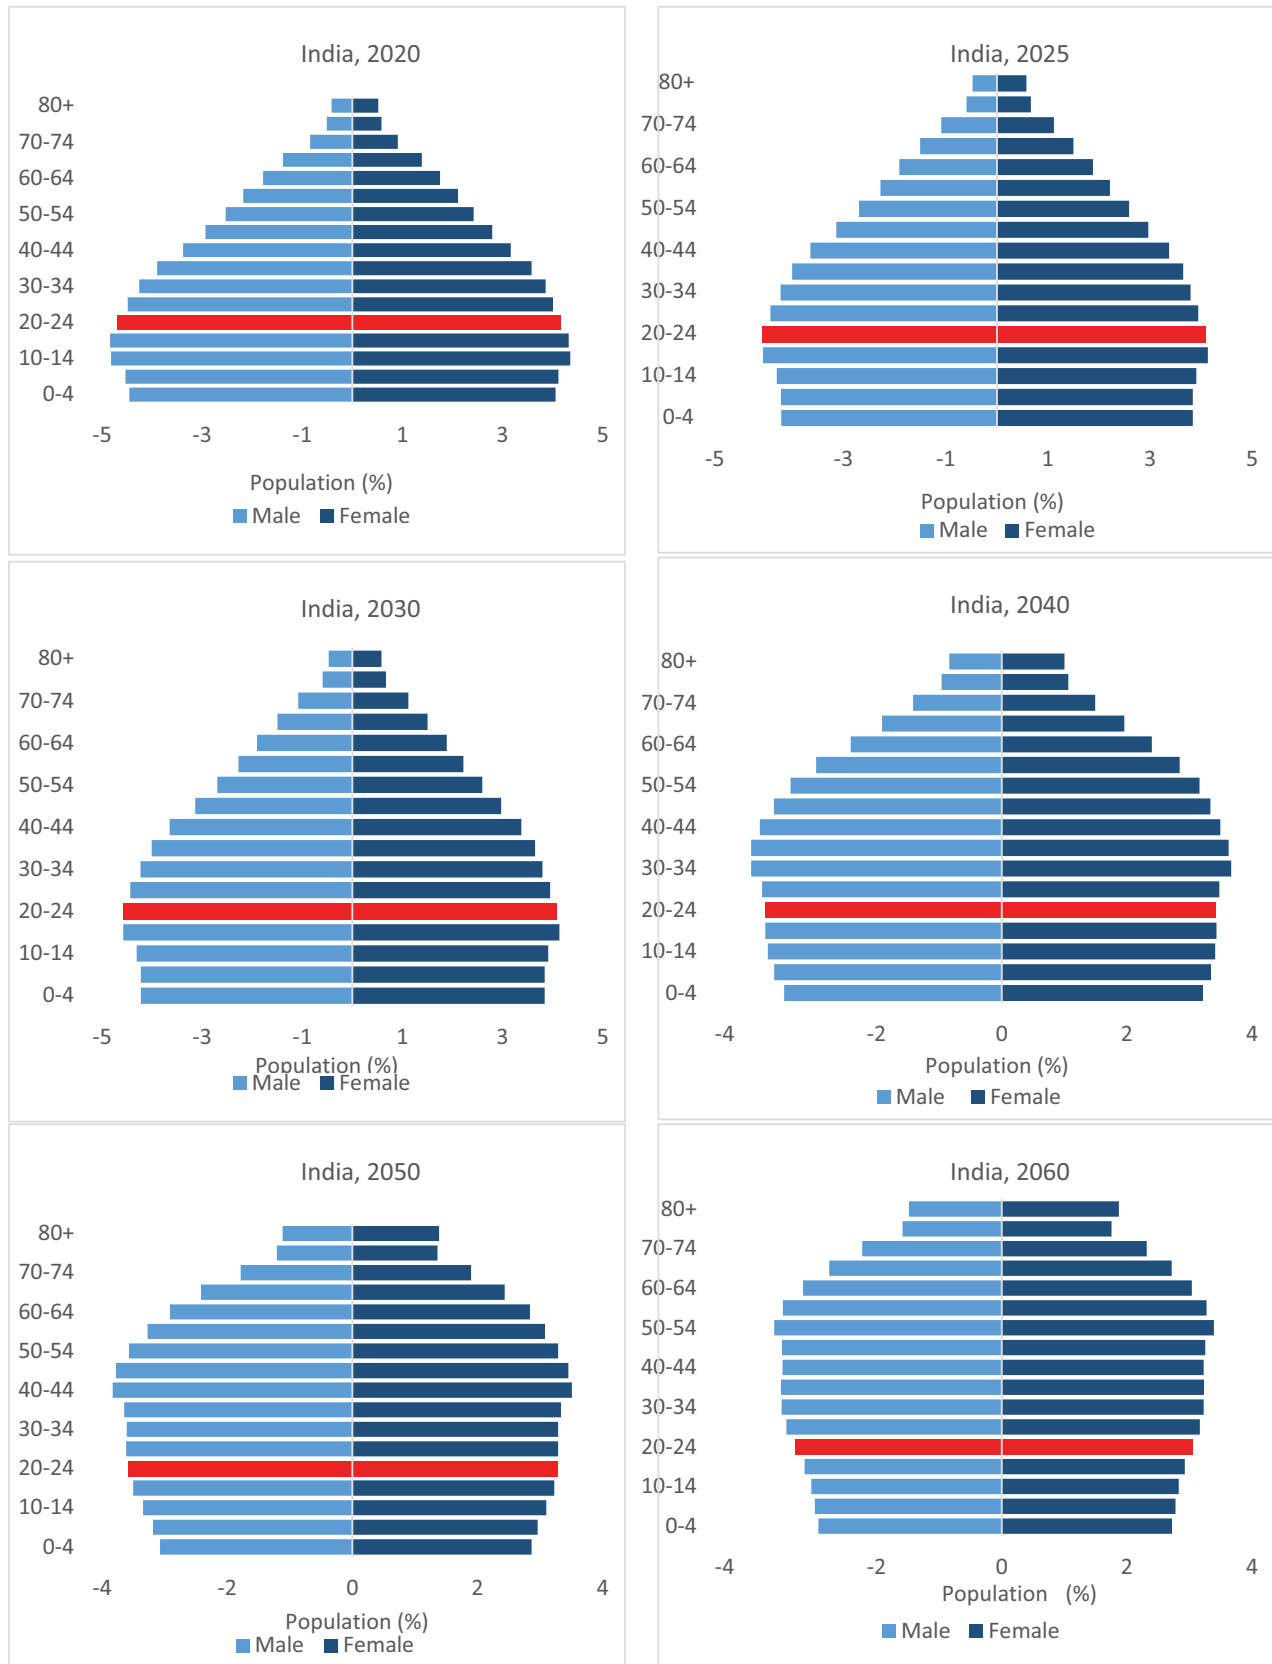 India, 2020
80+
70-74
60-64
50-54
40-44
30-34
20-24
10-14
0-4
-5 -3 -1 1 3 5
Population (%)
Male Female
India, 2025
80+
70-74
60-64
50-54
40-44
30-34
20-24
10-14
0-4
-5 -3 -1 1 3 5
Population (%)
Male Female
India, 2030
80+
70-74
60-64
50-54
40-44
30-34
20-24
10-14
0-4
-5 -3 -1 1 3 5
Population (%)
Male Female
India, 2040
80+
70-74
60-64
50-54
40-44
30-34
20-24
10-14
0-4
-4 -2 0 2 4
Population (%)
Male Female
India, 2050
80+
70-74
60-64
50-54
40-44
30-34
20-24
10-14
0-4
-4 -2 0 2 4
Population (%)
Male Female
India, 2060
80+
70-74
60-64
50-54
40-44
30-34
20-24
10-14
0-4
-4 -2 0 2 4
Population (%)
Male Female